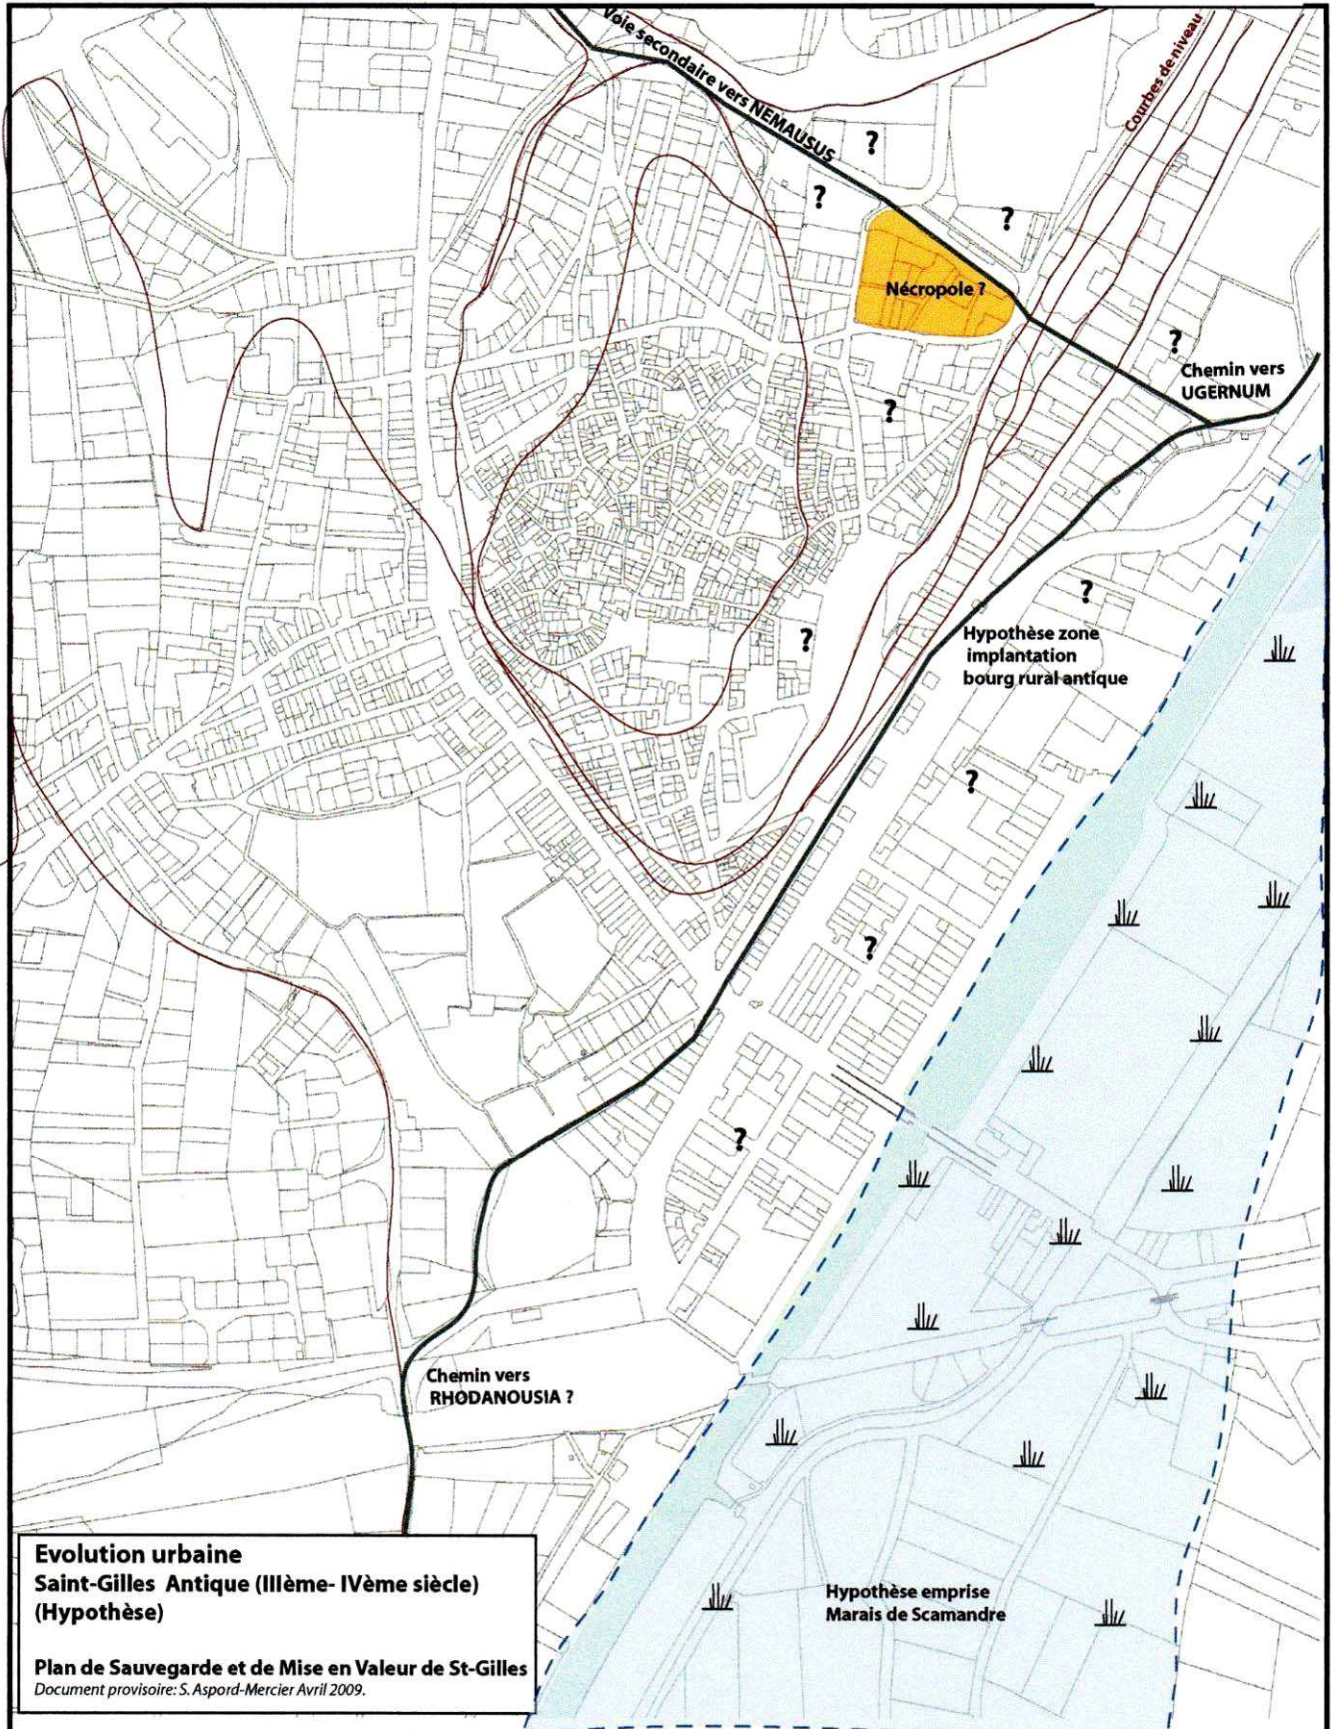 Voie secondaire vers NEMAUSUS
Courbes de niveau
?
?
?
Nécropole ?
?
Chemin vers
UGERNUM
?
?
?
Hypothèse zone
implantation
bourg rural antique
?
?
?
Chemin vers
RHODANOUSIA ?
Hypothèse emprise
Marais de Scamandre
Evolution urbaine
Saint-Gilles Antique (IIIème- IVème siècle)
(Hypothèse)
Plan de Sauvegarde et de Mise en Valeur de St-Gilles
Document provisoire: S. Aspord-Mercier Avril 2009.